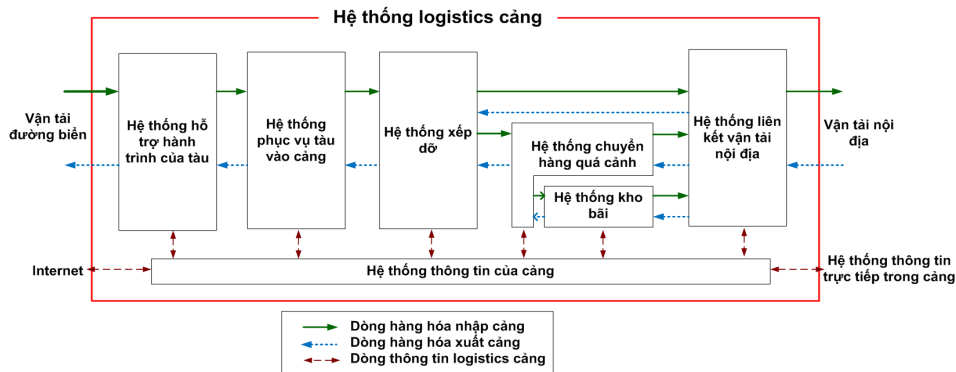 Hệ thống logistics cảng
Vận tải
đường biển
Hệ thống hỗ
trợ hành
trình của tàu
Hệ thống
phục vụ tàu
vào cảng
Hệ thống xếp
dỡ
Hệ thống chuyển
hàng quá cảnh
Hệ thống kho
bãi
Hệ thống liên
kết vận tải
nội địa
Vận tải nội
địa
Internet
Hệ thống thông tin của cảng
Hệ thống thông tin
trực tiếp trong cảng
Dòng hàng hóa nhập cảng
Dòng hàng hóa xuất cảng
Dòng thông tin logistics cảng